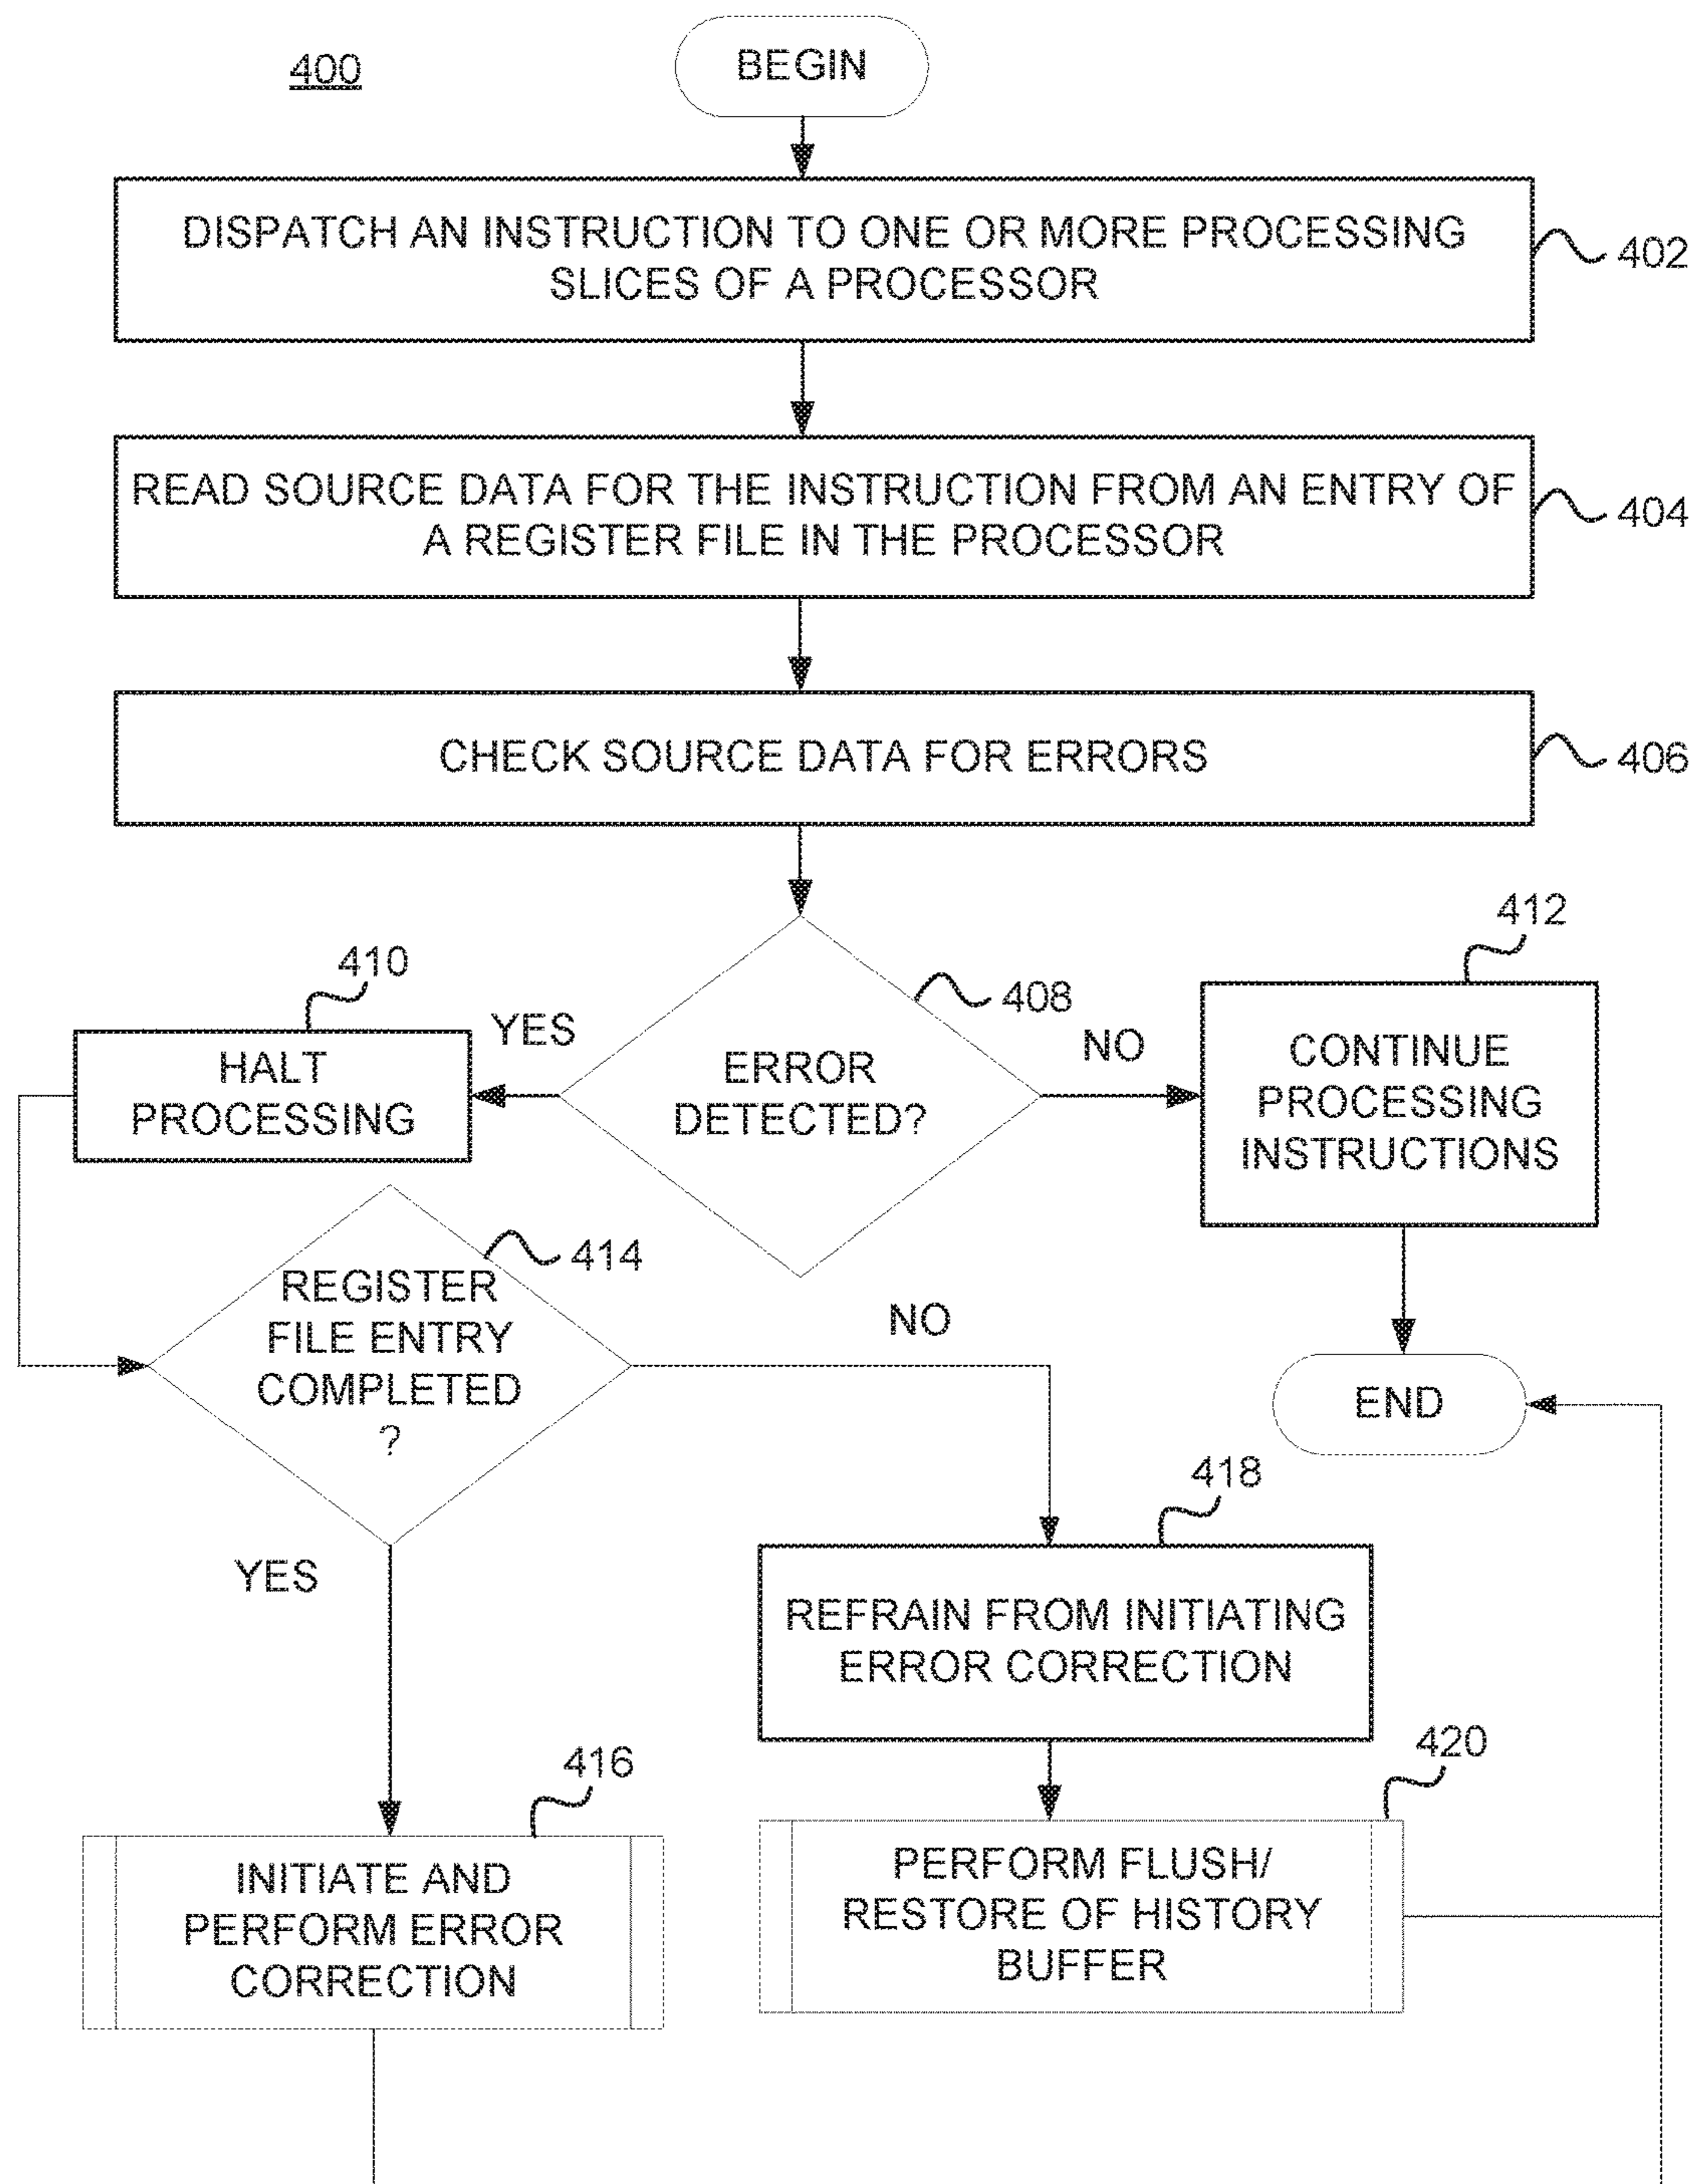 400
BEGIN
DISPATCH AN INSTRUCTION TO ONE OR MORE PROCESSING
SLICES OF A PROCESSOR
402
READ SOURCE DATA FOR THE INSTRUCTION FROM AN ENTRY OF
A REGISTER FILE IN THE PROCESSOR
404
CHECK SOURCE DATA FOR ERRORS
406
408
ERROR
DETECTED?
YES
NO
410
HALT
PROCESSING
412
CONTINUE
PROCESSING
INSTRUCTIONS
END
414
REGISTER
FILE ENTRY
COMPLETED
?
NO
YES
418
REFRAIN FROM INITIATING
ERROR CORRECTION
416
INITIATE AND
PERFORM ERROR
CORRECTION
420
PERFORM FLUSH/
RESTORE OF HISTORY
BUFFER